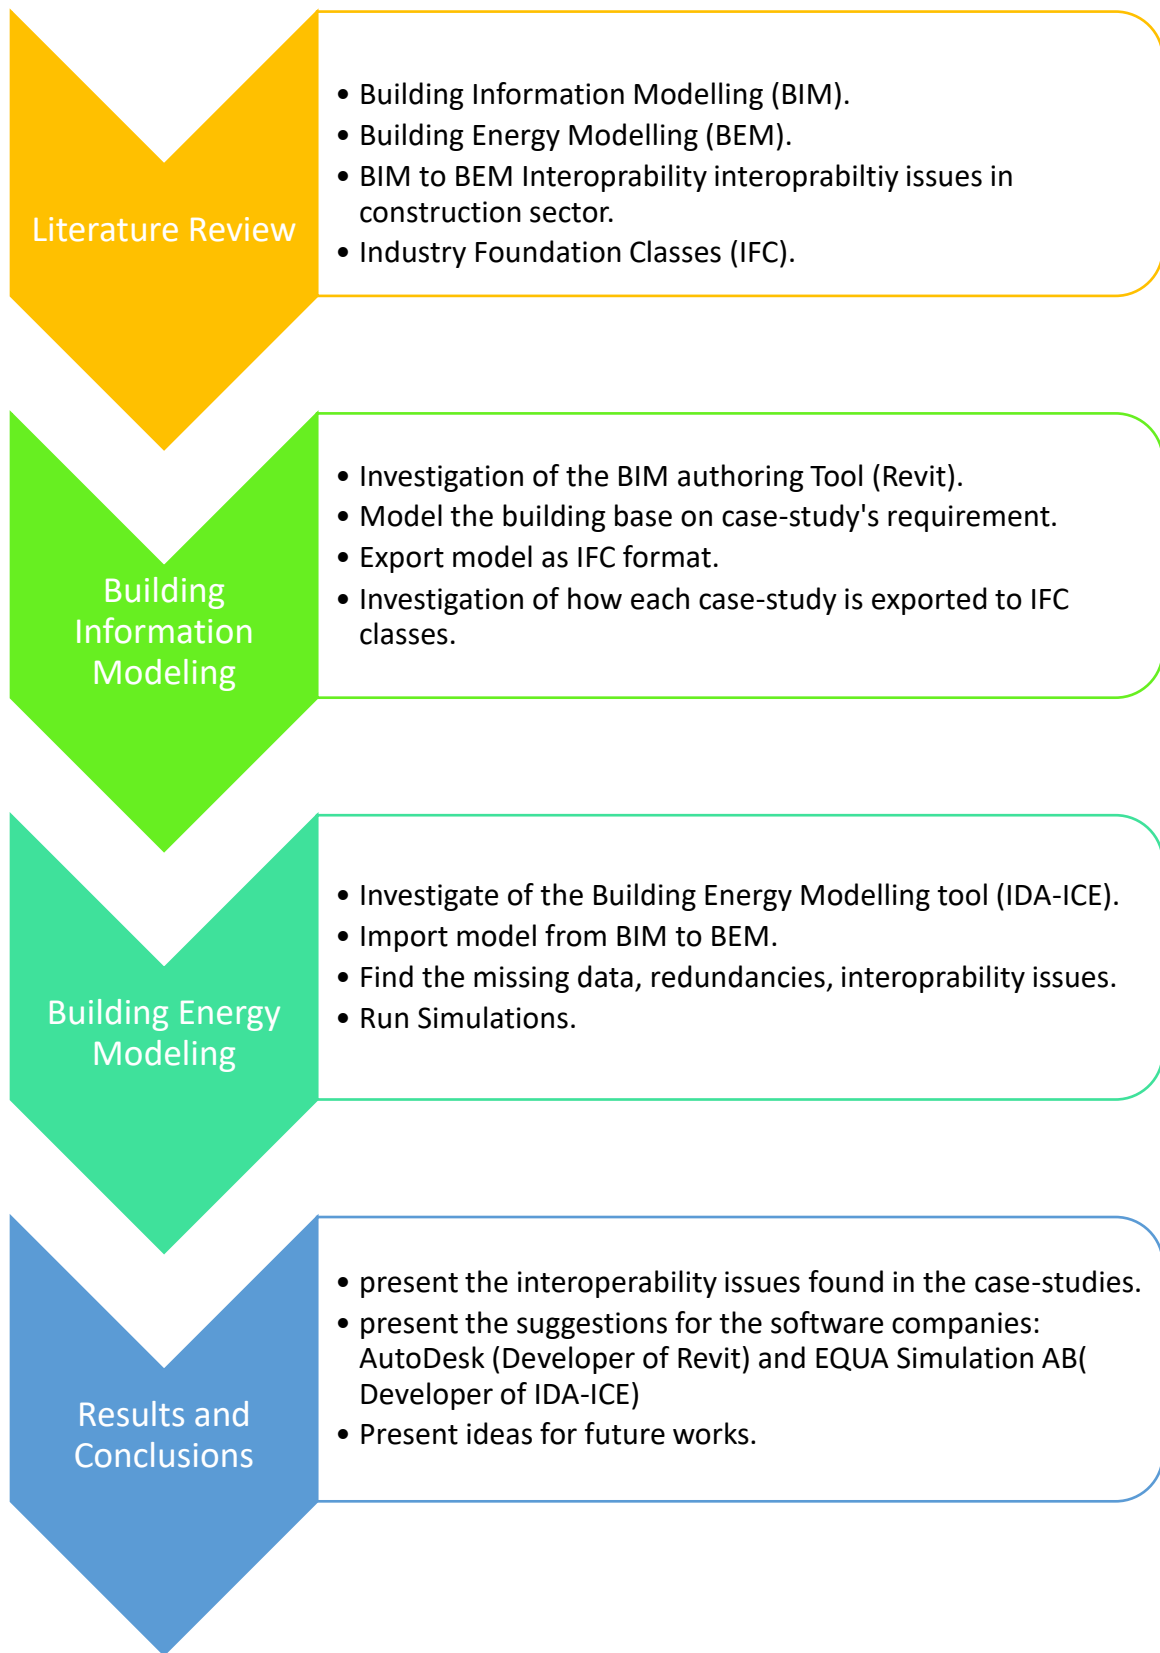 Literature Review
• Building Information Modelling (BIM).
• Building Energy Modelling (BEM).
• BIM to BEM Interoprability interoprabiltiy issues in
construction sector.
• Industry Foundation Classes (IFC).
Building
Information
Modeling
• Investigation of the BIM authoring Tool (Revit).
• Model the building base on case-study's requirement.
• Export model as IFC format.
• Investigation of how each case-study is exported to IFC
classes.
Building Energy
Modeling
• Investigate of the Building Energy Modelling tool (IDA-ICE).
• Import model from BIM to BEM.
• Find the missing data, redundancies, interoprability issues.
• Run Simulations.
Results and
Conclusions
• present the interoperability issues found in the case-studies.
• present the suggestions for the software companies:
AutoDesk (Developer of Revit) and EQUA Simulation AB(
Developer of IDA-ICE)
• Present ideas for future works.